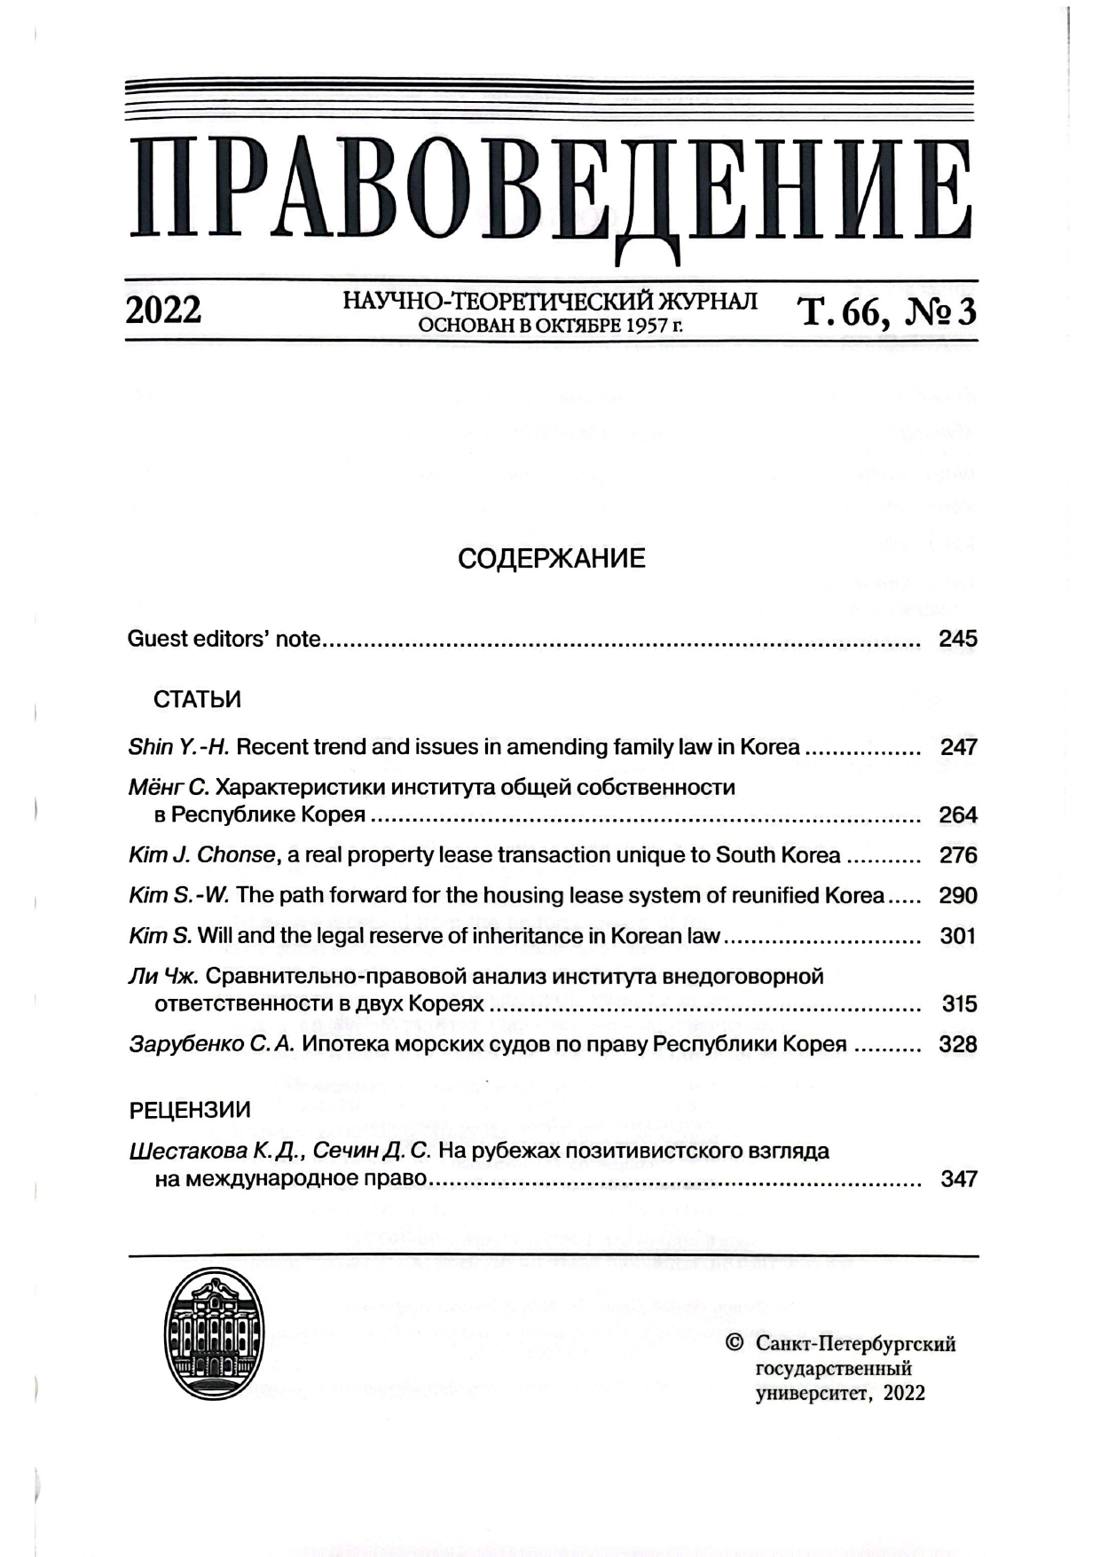 ПРАВОВЕДЕНИЕ
2022
НАУЧНО-ТЕОРЕТИЧЕСКИЙ ЖУРНАЛ
ОСНОВАН В ОКТЯБРЕ 1957 г.
Т. 66, № 3
СОДЕРЖАНИЕ
Guest editors’ note........................................................................................ 245
СТАТЬИ
Shin Y.-H. Recent trend and issues in amending family law in Korea ................. 247
Мёнг С. Характеристики института общей собственности
в Республике Корея ................................................................................ 264
Kim J. Chonse, a real property lease transaction unique to South Korea ........... 276
Kim S.-W. The path forward for the housing lease system of reunified Korea ..... 290
Kim S. Will and the legal reserve of inheritance in Korean law ............................. 301
Ли Чж. Сравнительно-правовой анализ института внедоговорной
ответственности в двух Кореях ............................................................... 315
Зарубенко С. А. Ипотека морских судов по праву Республики Корея .......... 328
РЕЦЕНЗИИ
Шестакова К. Д., Сечин Д. С. На рубежах позитивистского взгляда
на международное право........................................................................ 347
© Санкт-Петербургский
государственный
университет, 2022